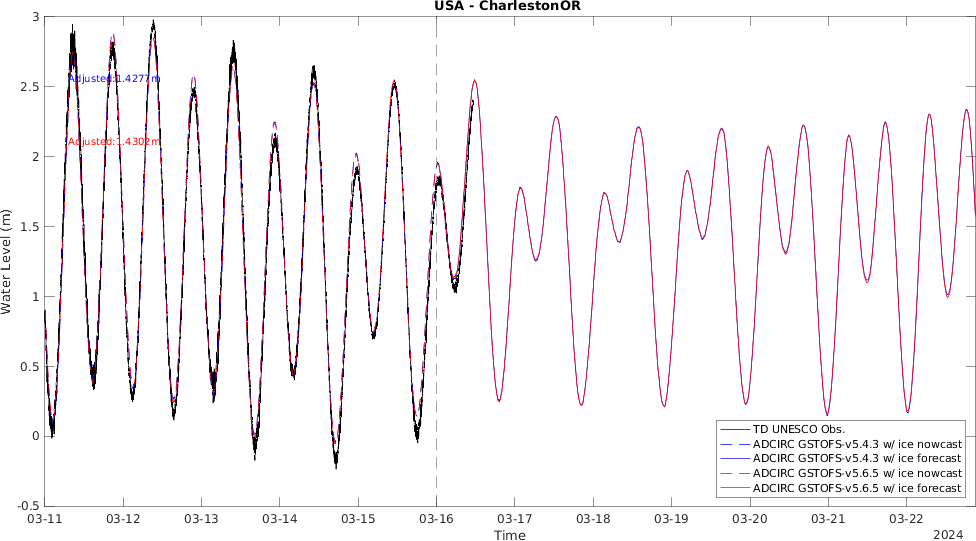 USA - CharlestonOR
3
2.5
2
1.5
1
0.5
0
-0.5
Water Level (m)
Adjusted:1.4277m
Adjusted:1.4302m
TD UNESCO Obs.
ADCIRC GSTOFS-v5.4.3 w/ ice nowcast
ADCIRC GSTOFS-v5.4.3 w/ ice forecast
ADCIRC GSTOFS-v5.6.5 w/ ice nowcast
ADCIRC GSTOFS-v5.6.5 w/ ice forecast
03-11 03-12 03-13 03-14 03-15 03-16 03-17 03-18 03-19 03-20 03-21 03-22
Time
2024